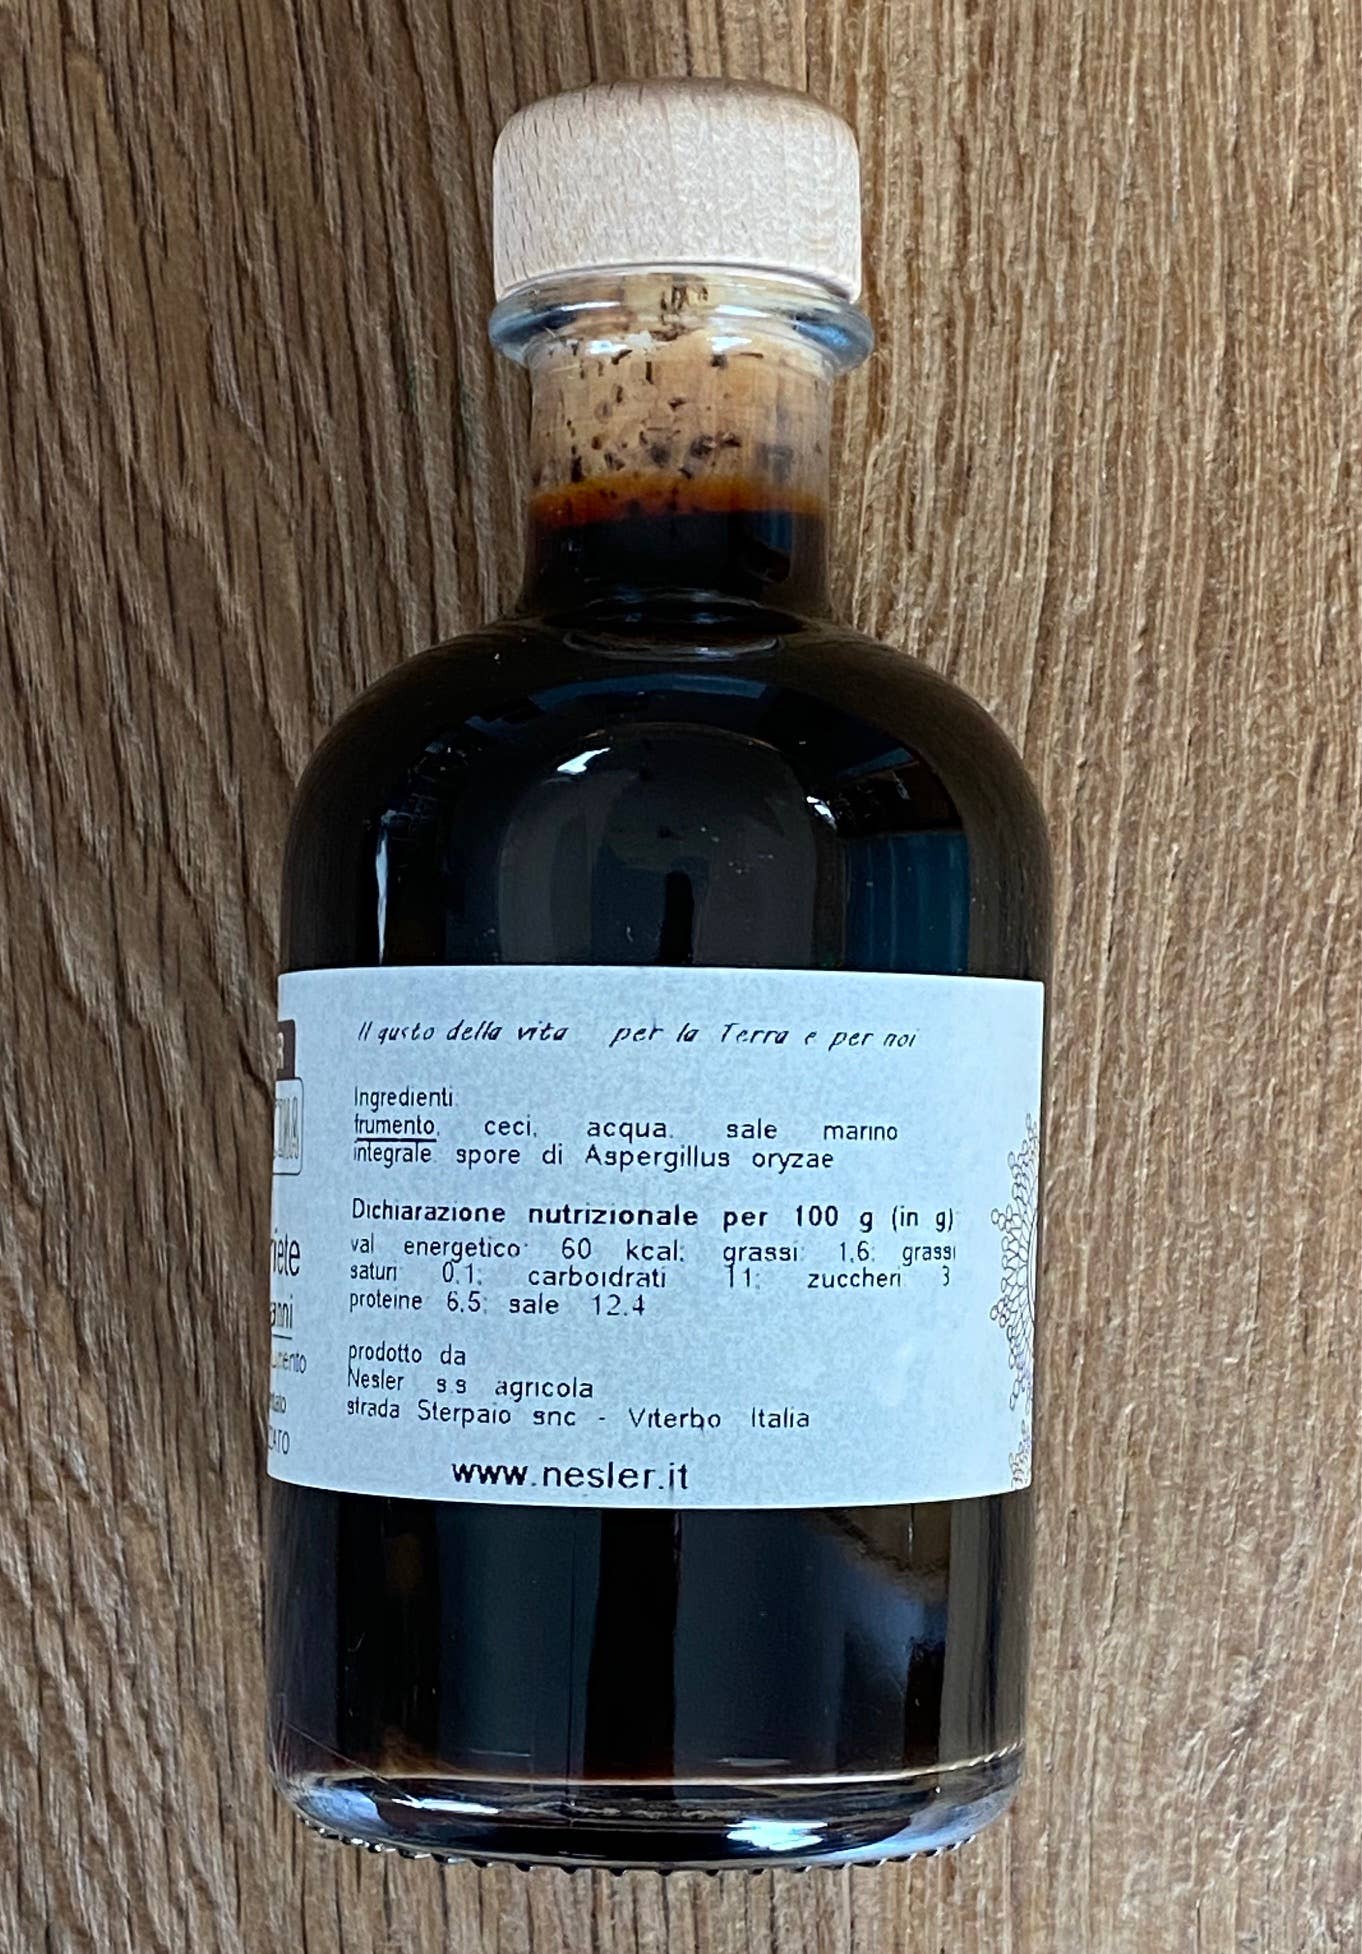 Il gusto della vita per la Terra e per noi
Ingredienti
frumento, ceci, acqua, sale marino
integrale, spore di Aspergillus oryzae
Dichiarazione nutrizionale per 100 g (in g)
val energetico: 60 kcal; grassi: 1,6; grassi
saturi 0,1; carboidrati 11; zuccheri 3
proteine 6,5; sale 12,4
prodotto da
Nesler s.s agricola
strada Sterpaio snc - Viterbo Italia
www.nesler.it